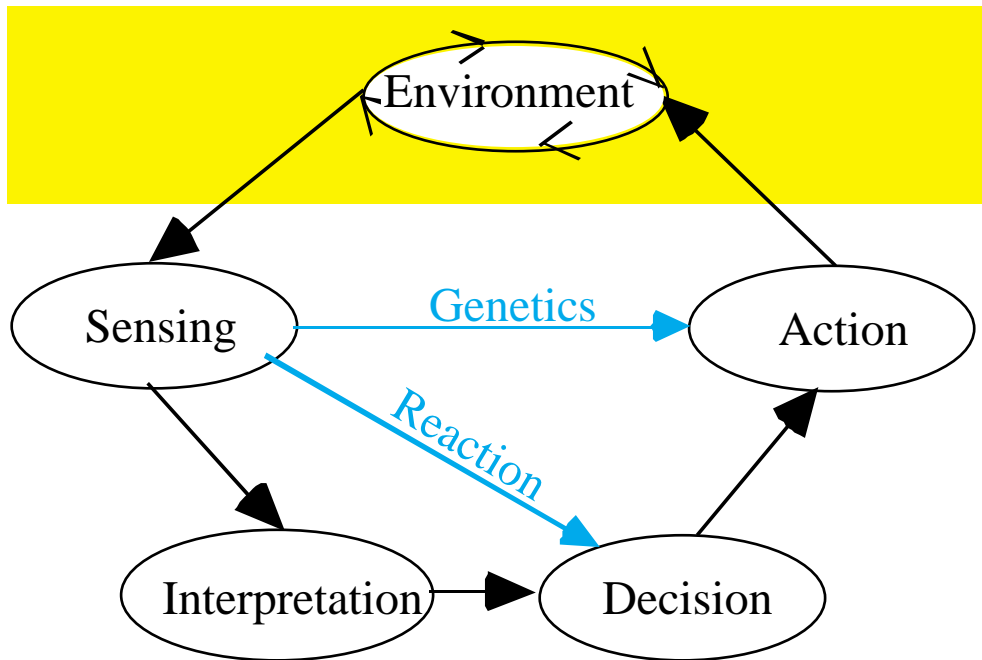 Environment
Sensing
Genetics
Action
Reaction
Interpretation
Decision